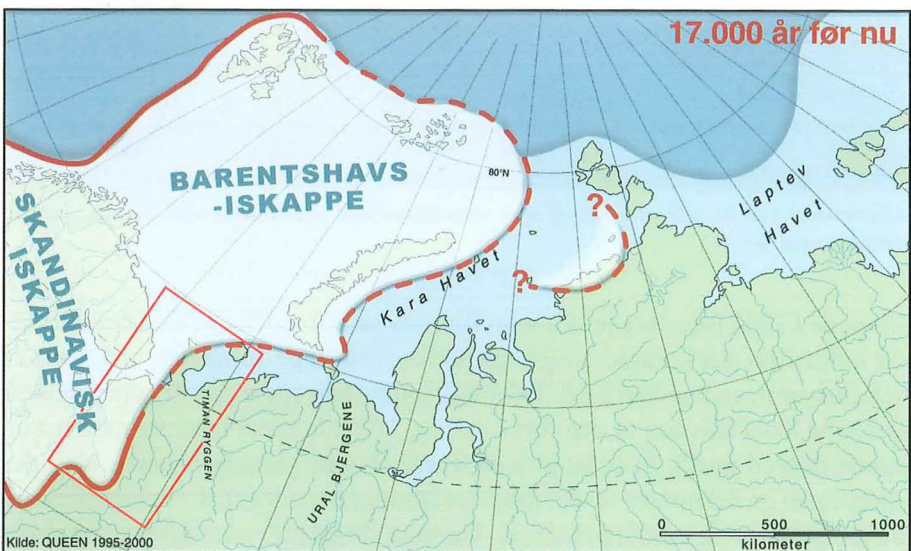 17.000 år før nu
BARENTSHAVS
-ISKAPPE
80°N
?
Laptev
Havet
SKANDINAVISK
ISKAPPE
?
Kara Havet
TIMAN RYGGEN
URAL BJERGENE
0 500 1000
kilometer
Kilde: QUEEN 1995-2000